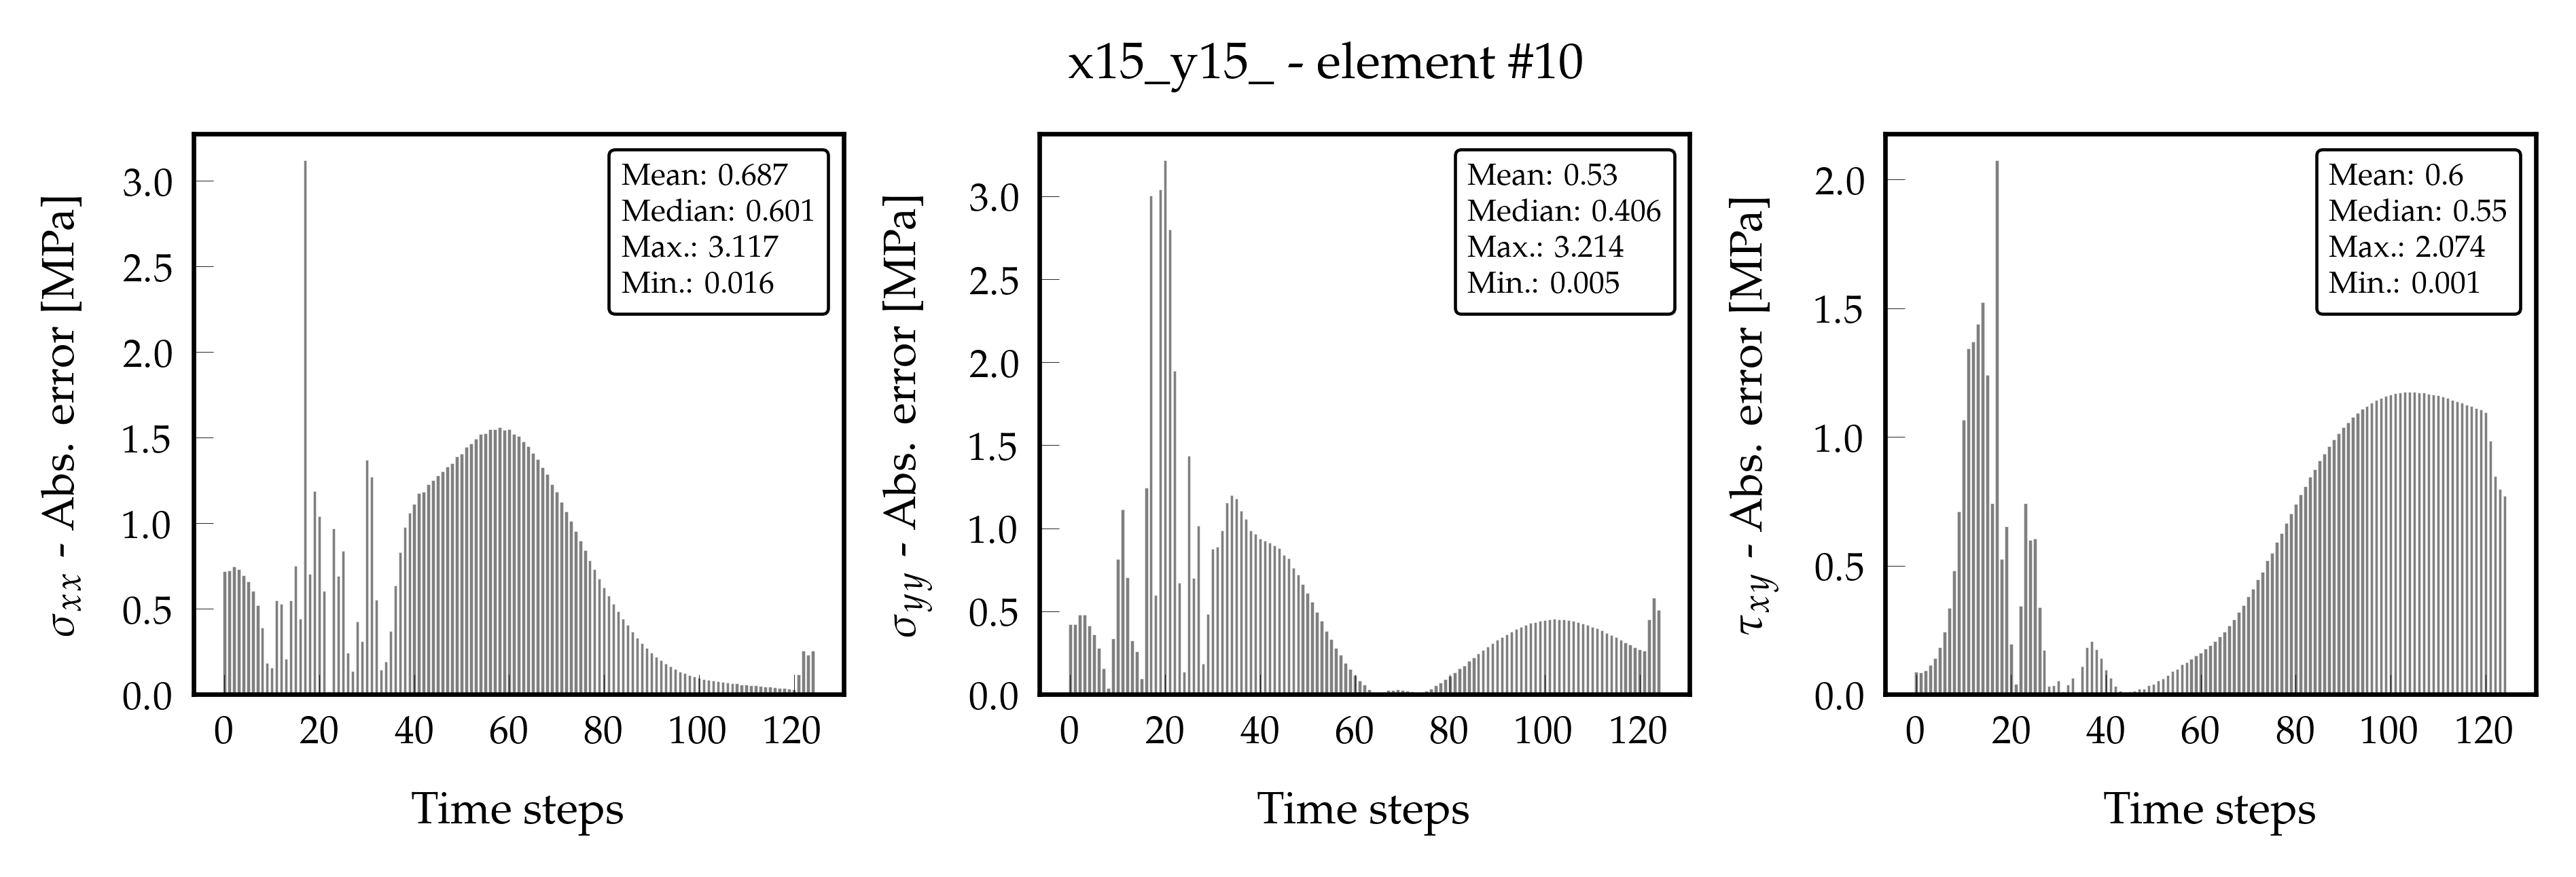 x15_y15_ - element #10
σxx - Abs. error [MPa]
3.0
2.5
2.0
1.5
1.0
0.5
0.0
Mean: 0.687
Median: 0.601
Max.: 3.117
Min.: 0.016
0 20 40 60 80 100 120
Time steps
σyy - Abs. error [MPa]
3.0
2.5
2.0
1.5
1.0
0.5
0.0
Mean: 0.53
Median: 0.406
Max.: 3.214
Min.: 0.005
0 20 40 60 80 100 120
Time steps
τxy - Abs. error [MPa]
2.0
1.5
1.0
0.5
0.0
Mean: 0.6
Median: 0.55
Max.: 2.074
Min.: 0.001
0 20 40 60 80 100 120
Time steps